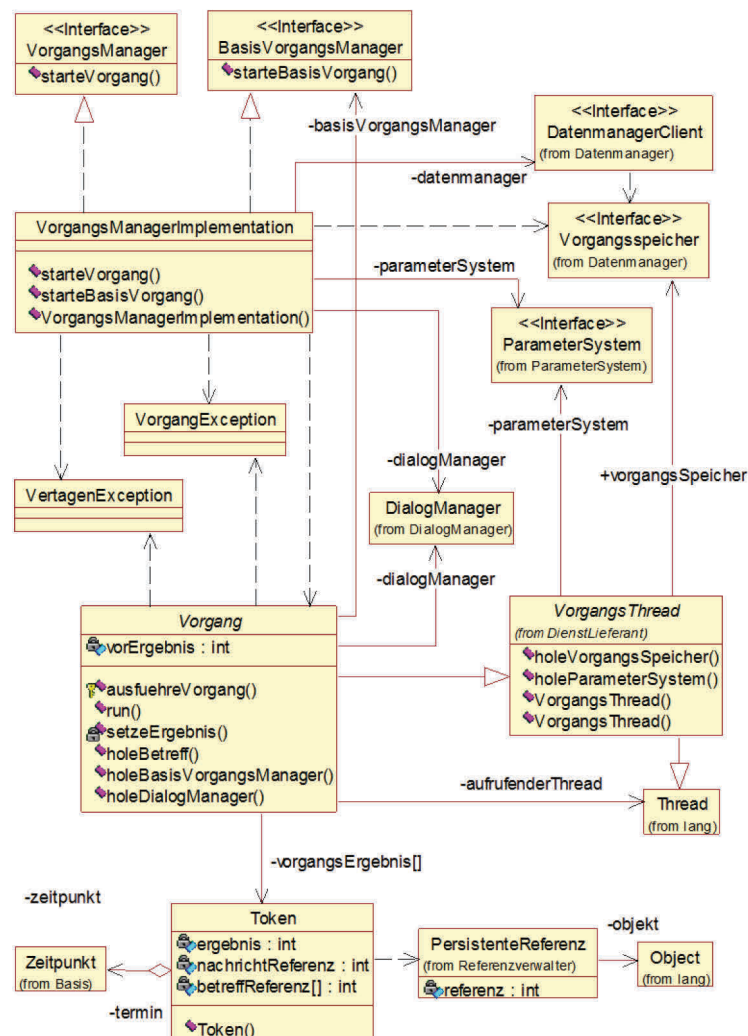 <<Interface>>
VorgangsManager
starteVorgang()
<<Interface>>
BasisVorgangsManager
starteBasisVorgang()
-basisVorgangsManager
<<Interface>>
DatenmanagerClient
(from Datenmanager)
-datenmanager
VorgangsManagerImplementation
starteVorgang()
starteBasisVorgang()
VorgangsManagerImplementation()
<<Interface>>
Vorgangsspeicher
(from Datenmanager)
-parameterSystem
<<Interface>>
ParameterSystem
(from ParameterSystem)
VorgangException
-parameterSystem
-dialogManager
+vorgangsSpeicher
VertagenException
DialogManager
(from DialogManager)
-dialogManager
Vorgang
vorErgebnis : int
ausfuehreVorgang()
run()
setzeErgebnis()
holeBetreff()
holeBasisVorgangsManager()
holeDialogManager()
VorgangsThread
(from DienstLieferant)
holeVorgangsSpeicher()
holeParameterSystem()
VorgangsThread()
VorgangsThread()
-aufrufenderThread
Thread
(from lang)
-vorgangsErgebnis[]
-zeitpunkt
Token
ergebnis : int
nachrichtReferenz : int
betreffReferenz[] : int
Token()
Zeitpunkt
(from Basis)
-termin
PersistenteReferenz
(from Referenzverwalter)
referenz : int
-objekt
Object
(from lang)